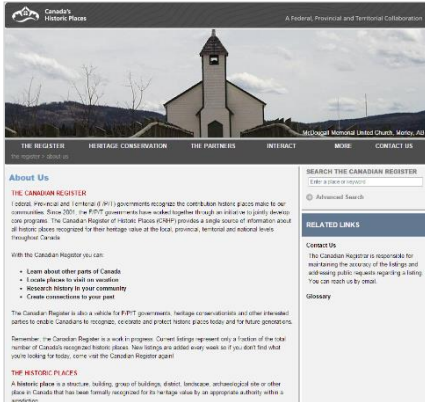 Canada's
Historic Places
A Federal, Provincial and Territorial Collaboration
McDougall Memorial United Church, Morley, AB
THE REGISTER
HERITAGE CONSERVATION
THE PARTNERS
INTERACT
MORE
CONTACT US
the register > about us
About Us
THE CANADIAN REGISTER
Federal, Provincial and Territorial (F/P/T) governments recognize the contribution historic places make to our
communities. Since 2001, the F/P/T governments have worked together through an initiative to jointly develop
core programs. The Canadian Register of Historic Places (CRHP) provides a single source of information about
all historic places recognized for their heritage value at the local, provincial, territorial and national levels
throughout Canada
With the Canadian Register you can:
• Learn about other parts of Canada
• Locate places to visit on vacation
• Research history in your community
• Create connections to your past
The Canadian Register is also a vehicle for F/P/T governments, heritage conservationists and other interested
parties to enable Canadians to recognize, celebrate and protect historic places today and for future generations.
Remember, the Canadian Register is a work in progress. Current listings represent only a fraction of the total
number of Canada's recognized historic places. New listings are added every week so if you don't find what
you're looking for today, come visit the Canadian Register again!
THE HISTORIC PLACES
A historic place is a structure, building, group of buildings, district, landscape, archaeological site or other
place in Canada that has been formally recognized for its heritage value by an appropriate authority within a
jurisdiction.
SEARCH THE CANADIAN REGISTER
Enter a place or keyword
Advanced Search
RELATED LINKS
Contact Us
The Canadian Register is responsible for
maintaining the accuracy of the listings and
addressing public requests regarding a listing.
You can reach us by email.
Glossary